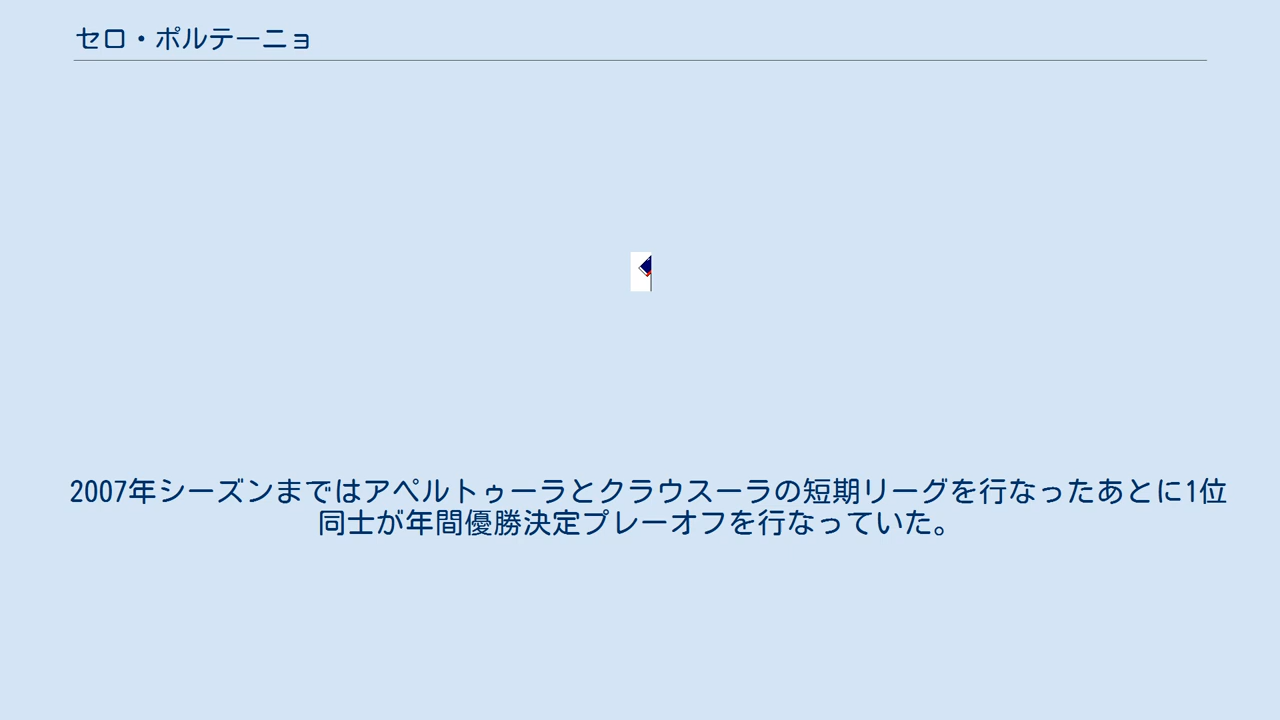 セロ・ポルテーニョ
2007年シーズンまではアペルトゥーラとクラウスーラの短期リーグを行なったあとに1位
同士が年間優勝決定プレーオフを行なっていた。